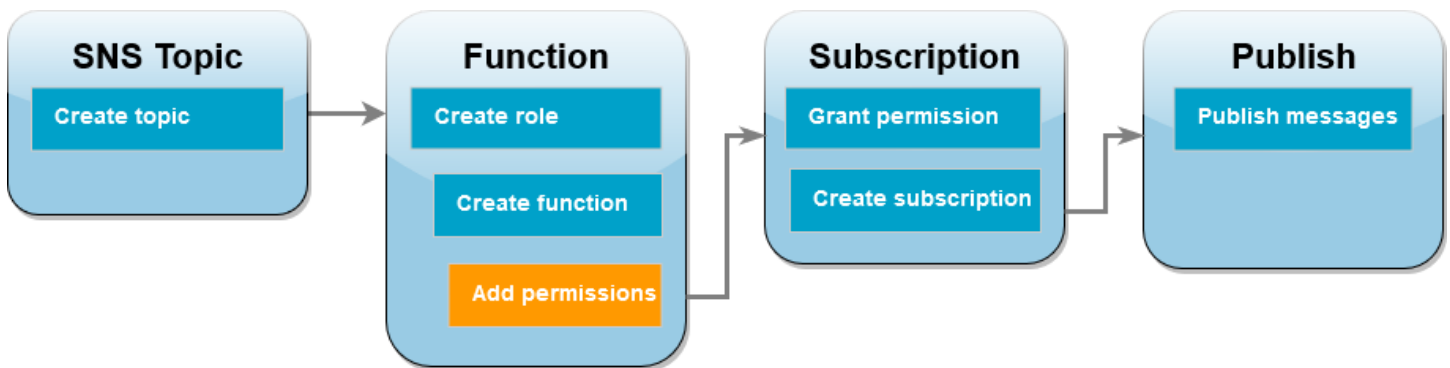 SNS Topic
Create topic
Function
Create role
Create function
Add permissions
Subscription
Grant permission
Create subscription
Publish
Publish messages